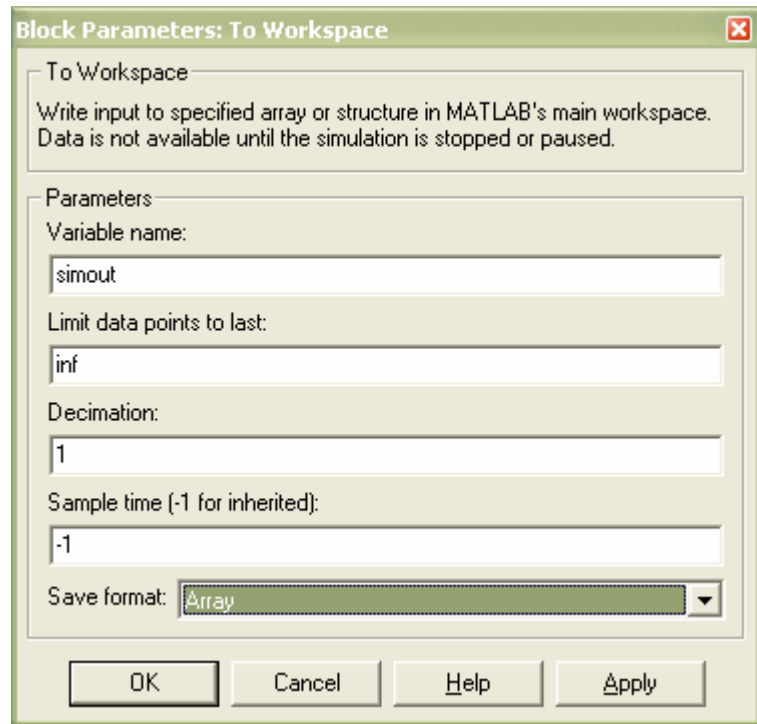 Block Parameters: To Workspace
To Workspace
Write input to specified array or structure in MATLAB's main workspace.
Data is not available until the simulation is stopped or paused.
Parameters
Variable name:
simout
Limit data points to last:
inf
Decimation:
1
Sample time (-1 for inherited):
-1
Save format: Array
OK Cancel Help Apply